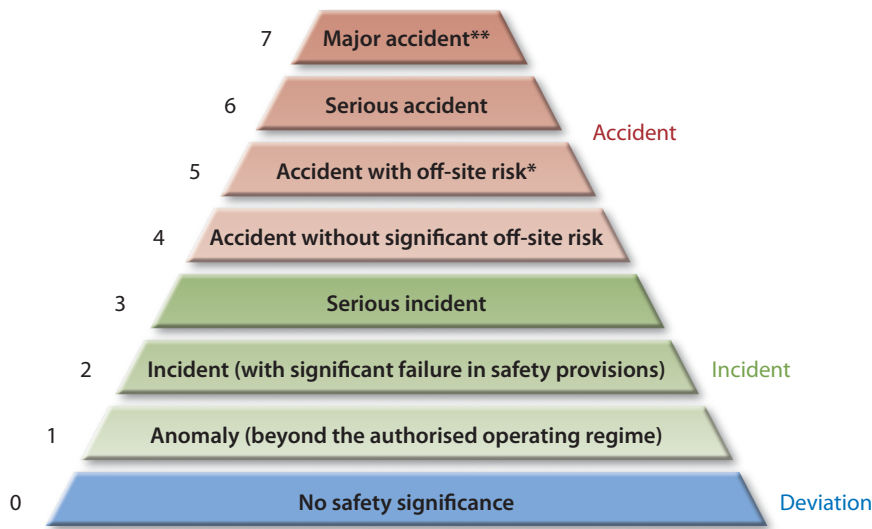 7 Major accident**
6 Serious accident
Accident
5 Accident with off-site risk*
4 Accident without significant off-site risk
3 Serious incident
2 Incident (with significant failure in safety provisions) Incident
1 Anomaly (beyond the authorised operating regime)
0 No safety significance Deviation